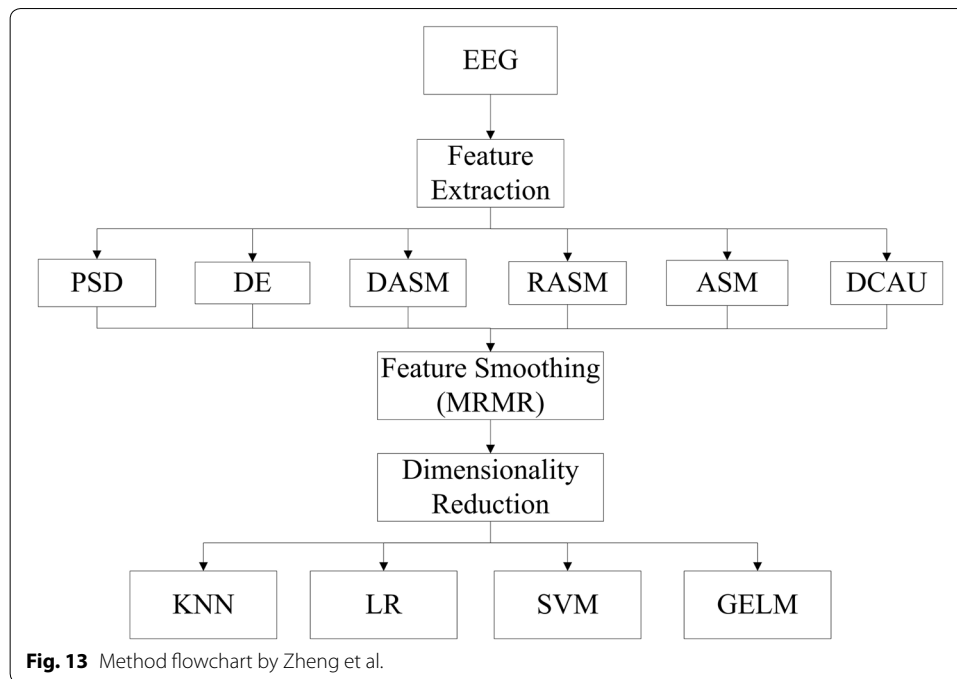 EEG
Feature
Extraction
PSD DE DASM RASM ASM DCAU
Feature Smoothing
(MRMR)
Dimensionality
Reduction
KNN LR SVM GELM
Fig. 13 Method flowchart by Zheng et al.